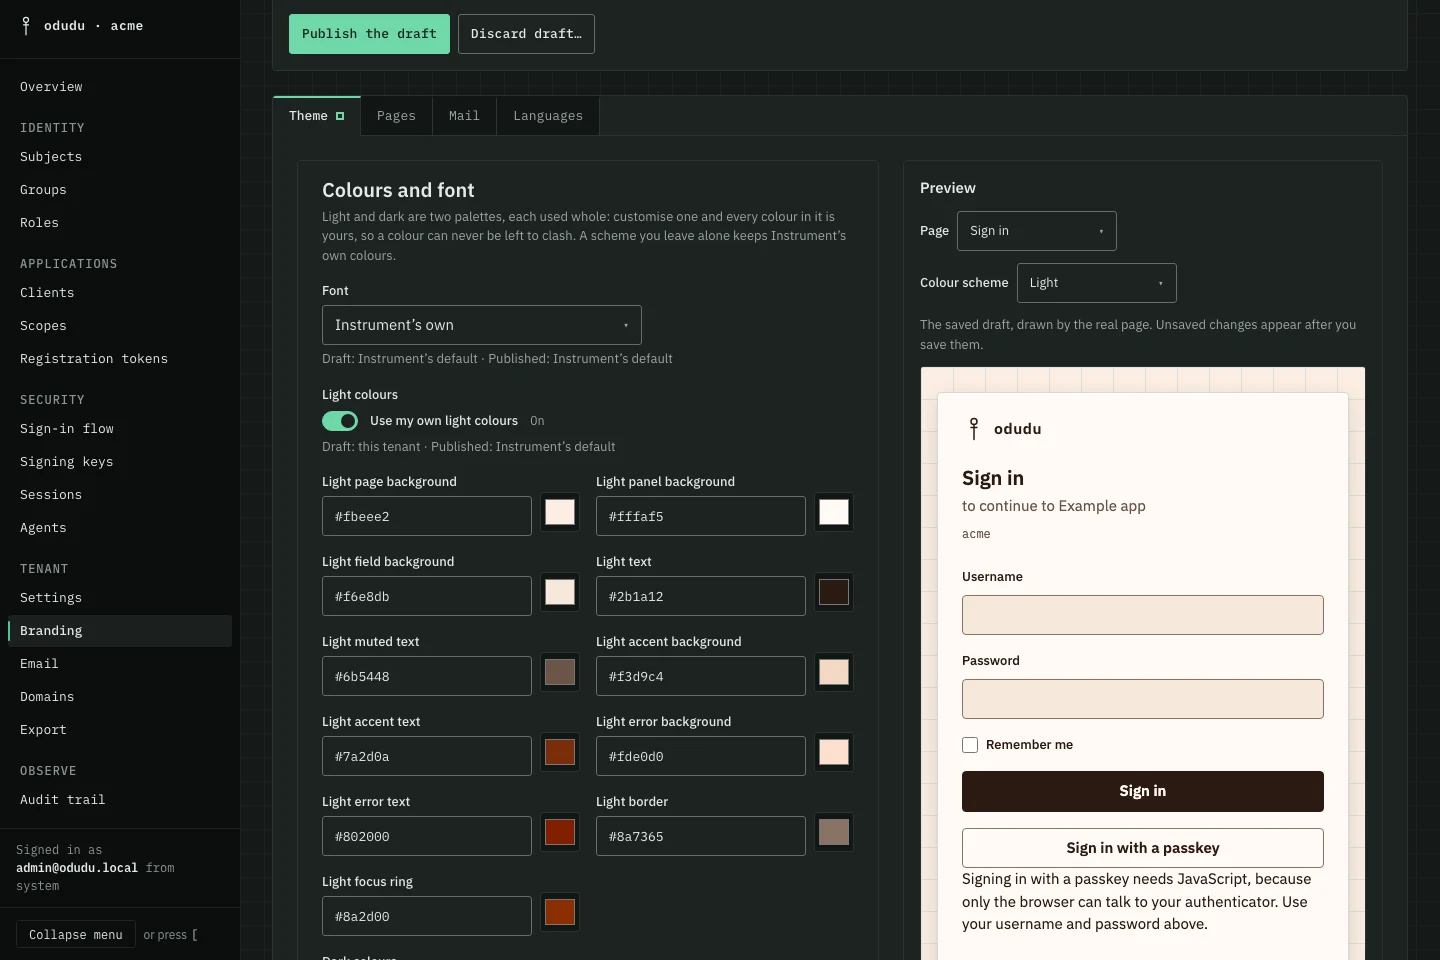 odudu · acme
Overview
IDENTITY
Subjects
Groups
Roles
APPLICATIONS
Clients
Scopes
Registration tokens
SECURITY
Sign-in flow
Signing keys
Sessions
Agents
TENANT
Settings
Branding
Email
Domains
Export
OBSERVE
Audit trail
Signed in as
admin@odudu.local from
system
Collapse menu or press [
Publish the draft Discard draft…
Theme Pages Mail Languages
Colours and font
Light and dark are two palettes, each used whole: customise one and every colour in it is
yours, so a colour can never be left to clash. A scheme you leave alone keeps Instrument’s
own colours.
Font
Instrument’s own
Draft: Instrument’s default · Published: Instrument’s default
Light colours
Use my own light colours On
Draft: this tenant · Published: Instrument’s default
Light page background Light panel background
#fbeee2 #fffaf5
Light field background Light text
#f6e8db #2b1a12
Light muted text Light accent background
#6b5448 #f3d9c4
Light accent text Light error background
#7a2d0a #fde0d0
Light error text Light border
#802000 #8a7365
Light focus ring
#8a2d00
Dark colours
Preview
Page Sign in
Colour scheme Light
The saved draft, drawn by the real page. Unsaved changes appear after you
save them.
odudu
Sign in
to continue to Example app
acme
Username
Password
Remember me
Sign in
Sign in with a passkey
Signing in with a passkey needs JavaScript, because
only the browser can talk to your authenticator. Use
your username and password above.